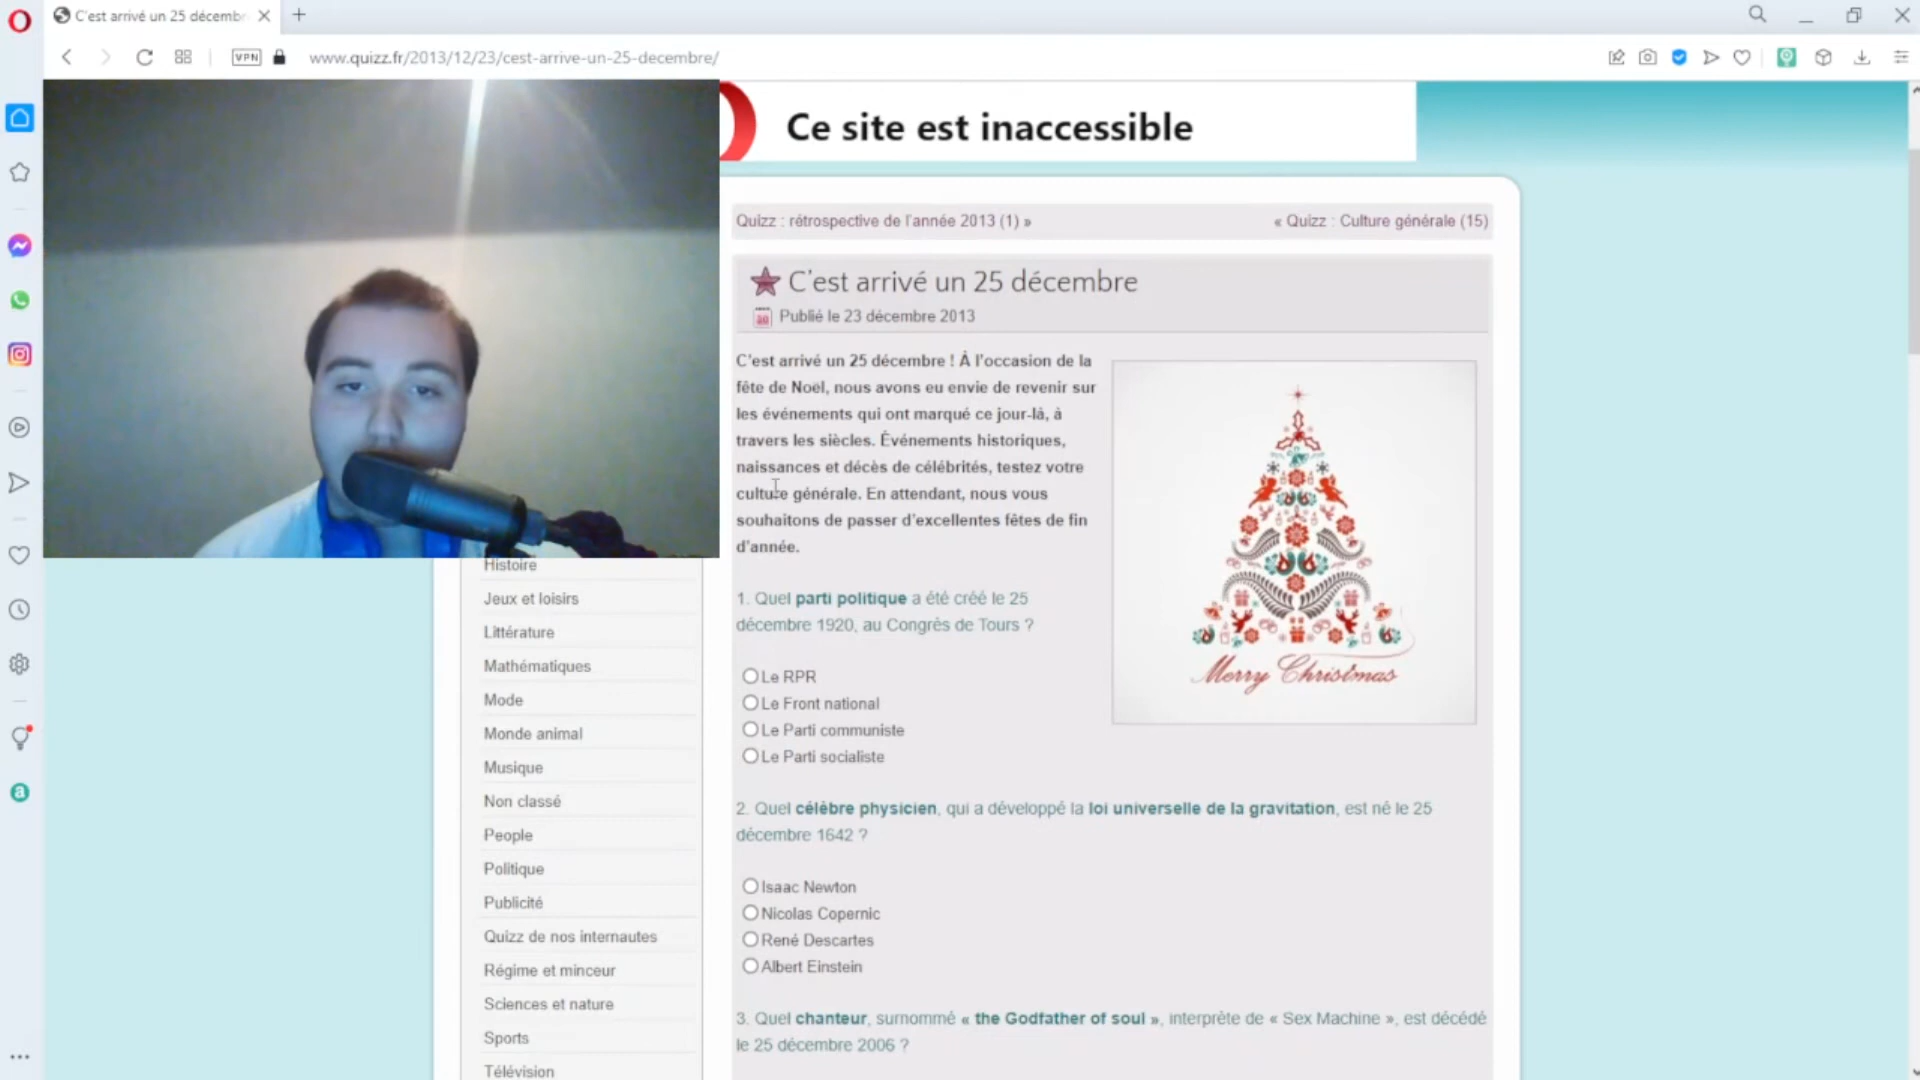 C'est arrivé un 25 décembr
VPN
www.quizz.fr/2013/12/23/cest-arrive-un-25-decembre/
Ce site est inaccessible
Quizz : rétrospective de l'année 2013 (1) »
« Quizz : Culture générale (15)
C'est arrivé un 25 décembre
Publié le 23 décembre 2013
C'est arrivé un 25 décembre ! À l'occasion de la
fête de Noël, nous avons eu envie de revenir sur
les événements qui ont marqué ce jour-là, à
travers les siècles. Événements historiques,
naissances et décès de célébrités, testez votre
culture générale. En attendant, nous vous
souhaitons de passer d'excellentes fêtes de fin
d'année.
Merry Christmas
1. Quel parti politique a été créé le 25
décembre 1920, au Congrès de Tours ?
Le RPR
Le Front national
Le Parti communiste
Le Parti socialiste
2. Quel célèbre physicien, qui a développé la loi universelle de la gravitation, est né le 25
décembre 1642 ?
Isaac Newton
Nicolas Copernic
René Descartes
Albert Einstein
3. Quel chanteur, surnommé « the Godfather of soul », interprète de « Sex Machine », est décédé
le 25 décembre 2006 ?
Histoire
Jeux et loisirs
Littérature
Mathématiques
Mode
Monde animal
Musique
Non classé
People
Politique
Publicité
Quizz de nos internautes
Régime et minceur
Sciences et nature
Sports
Télévision